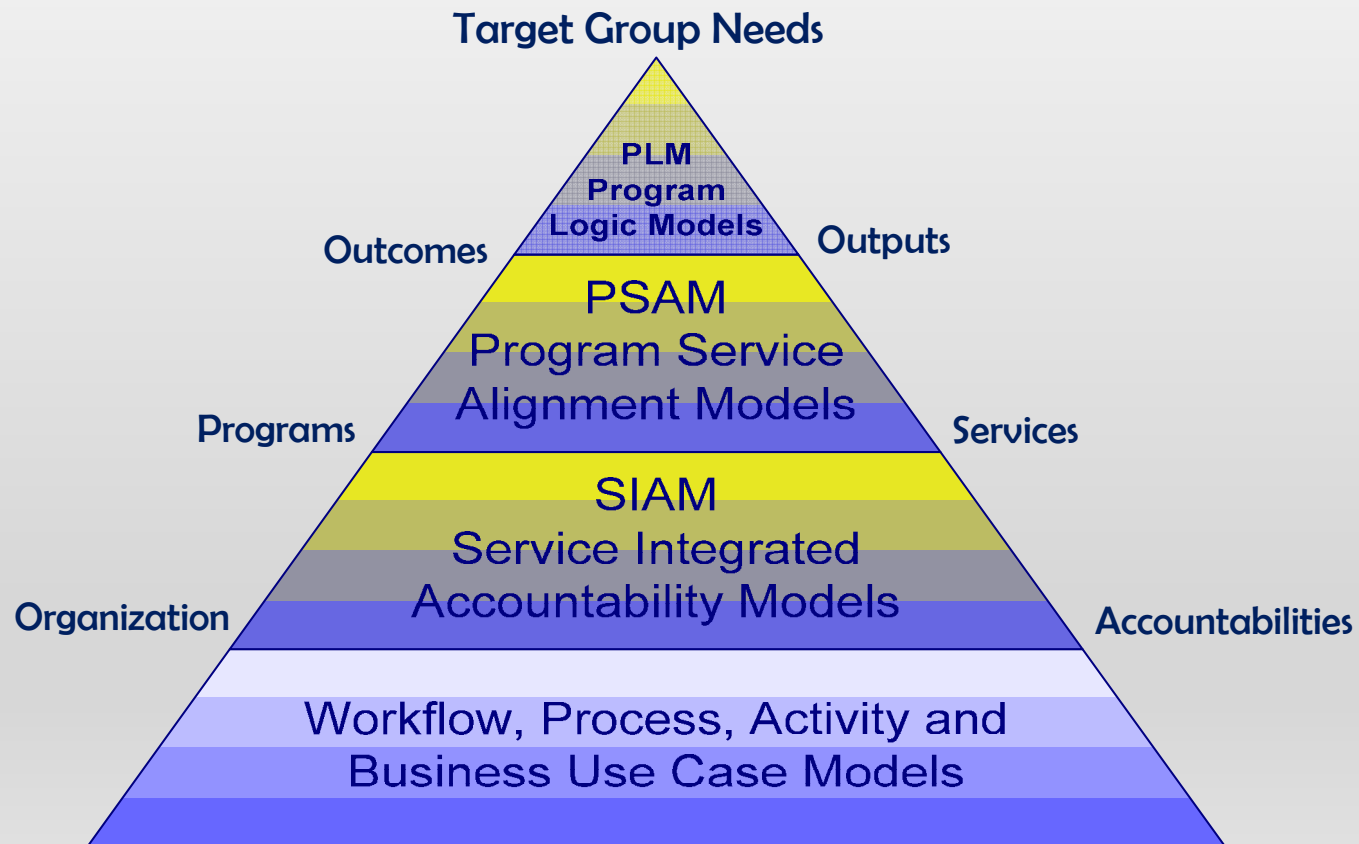 Target Group Needs
PLM
Program
Logic Models
Outcomes
Outputs
PSAM
Program Service
Alignment Models
Programs
Services
SIAM
Service Integrated
Accountability Models
Organization
Accountabilities
Workflow, Process, Activity and
Business Use Case Models